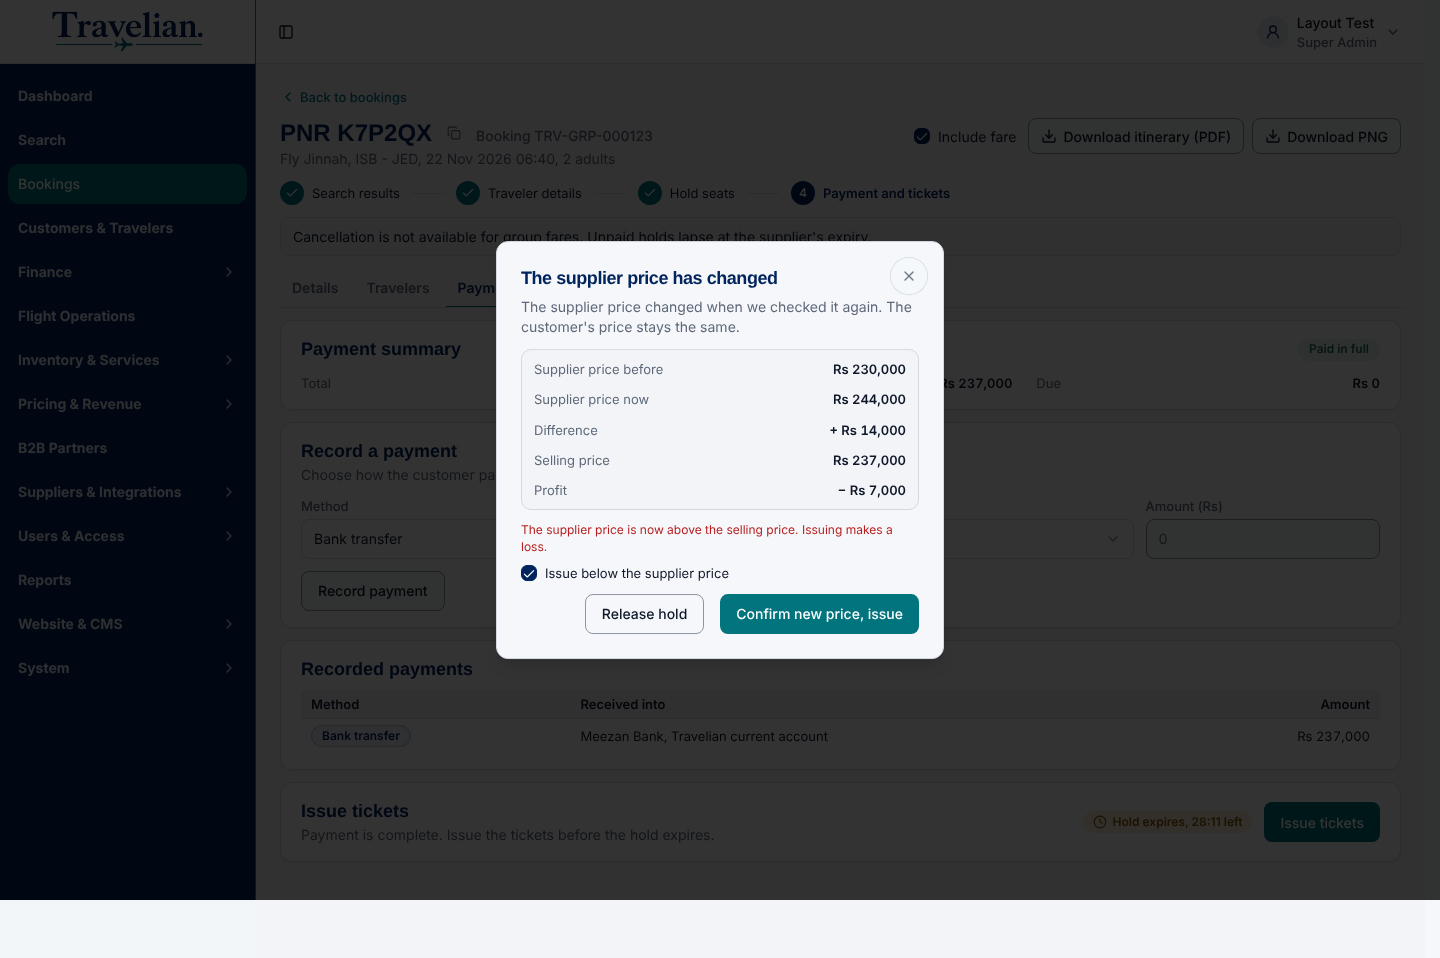 Travelian.
Layout Test
Super Admin
Dashboard
Search
Bookings
Customers & Travelers
Finance
Flight Operations
Inventory & Services
Pricing & Revenue
B2B Partners
Suppliers & Integrations
Users & Access
Reports
Website & CMS
System
Back to bookings
PNR K7P2QX Booking TRV-GRP-000123
Fly Jinnah, ISB - JED, 22 Nov 2026 06:40, 2 adults
Include fare Download itinerary (PDF) Download PNG
Search results Traveler details Hold seats 4 Payment and tickets
Cancellation is not available for group fares. Unpaid holds lapse at the supplier's expiry.
Details Travelers
Payment summary Paid in full
Total Rs 237,000 Due Rs 0
Record a payment
Choose how the customer
Method Amount (Rs)
Bank transfer 0
Record payment
The supplier price has changed
The supplier price changed when we checked it again. The
customer's price stays the same.
Supplier price before Rs 230,000
Supplier price now Rs 244,000
Difference + Rs 14,000
Selling price Rs 237,000
Profit − Rs 7,000
The supplier price is now above the selling price. Issuing makes a
loss.
Issue below the supplier price
Release hold Confirm new price, issue
Recorded payments
Method Received into Amount
Bank transfer Meezan Bank, Travelian current account Rs 237,000
Issue tickets
Payment is complete. Issue the tickets before the hold expires.
Hold expires, 28:11 left Issue tickets